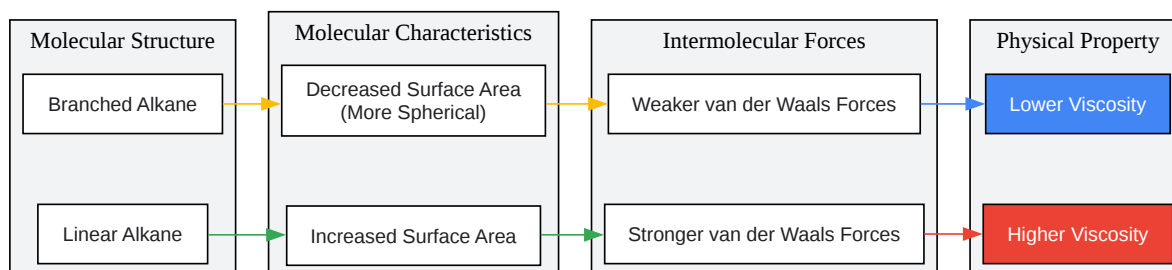 Molecular Structure
Molecular Characteristics
Intermolecular Forces
Physical Property
Branched Alkane
Decreased Surface Area
(More Spherical)
Weaker van der Waals Forces
Lower Viscosity
Linear Alkane
Increased Surface Area
Stronger van der Waals Forces
Higher Viscosity